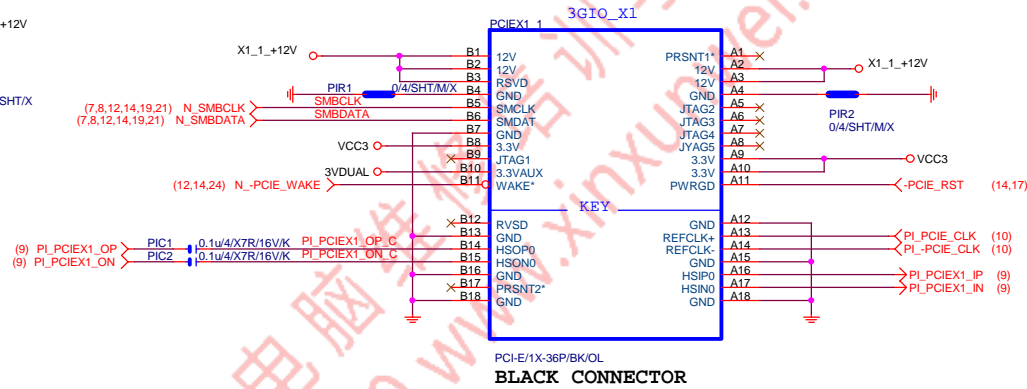 3GIO_X1
+12V
PCIEX1_1
X1_1_+12V
B1 12V
B2 12V
B3 RSVD
PIR1 0/4/SHT/M/X
B4 GND
SHT/X
(7,8,12,14,19,21) N_SMBCLK SMBCLK B5 SMCLK
(7,8,12,14,19,21) N_SMBDATA SMBDATA B6 SMDAT
B7 GND
VCC3 B8 3.3V
B9 JTAG1
3VDUAL B10 3.3VAUX
(12,14,24) N_-PCIE_WAKE B11 WAKE*
KEY
B12 RVSD
B13 GND
(9) PI_PCIEX1_OP PIC1 0.1u/4/X7R/16V/K PI_PCIEX1_OP_C B14 HSOP0
(9) PI_PCIEX1_ON PIC2 0.1u/4/X7R/16V/K PI_PCIEX1_ON_C B15 HSON0
B16 GND
B17 PRSNT2*
B18 GND
PRSNT1* A1
12V A2 X1_1_+12V
12V A3
GND A4
PIR2
0/4/SHT/M/X
JTAG2 A5
JTAG3 A6
JTAG4 A7
JYAG5 A8
3.3V A9 VCC3
3.3V A10
PWRGD A11 -PCIE_RST (14,17)
GND A12
REFCLK+ A13 PI_PCIE_CLK (10)
REFCLK- A14 PI_-PCIE_CLK (10)
GND A15
HSIP0 A16 PI_PCIEX1_IP (9)
HSIN0 A17 PI_PCIEX1_IN (9)
GND A18
PCI-E/1X-36P/BK/OL
BLACK CONNECTOR
电脑维修培训
www.xinxunwei.